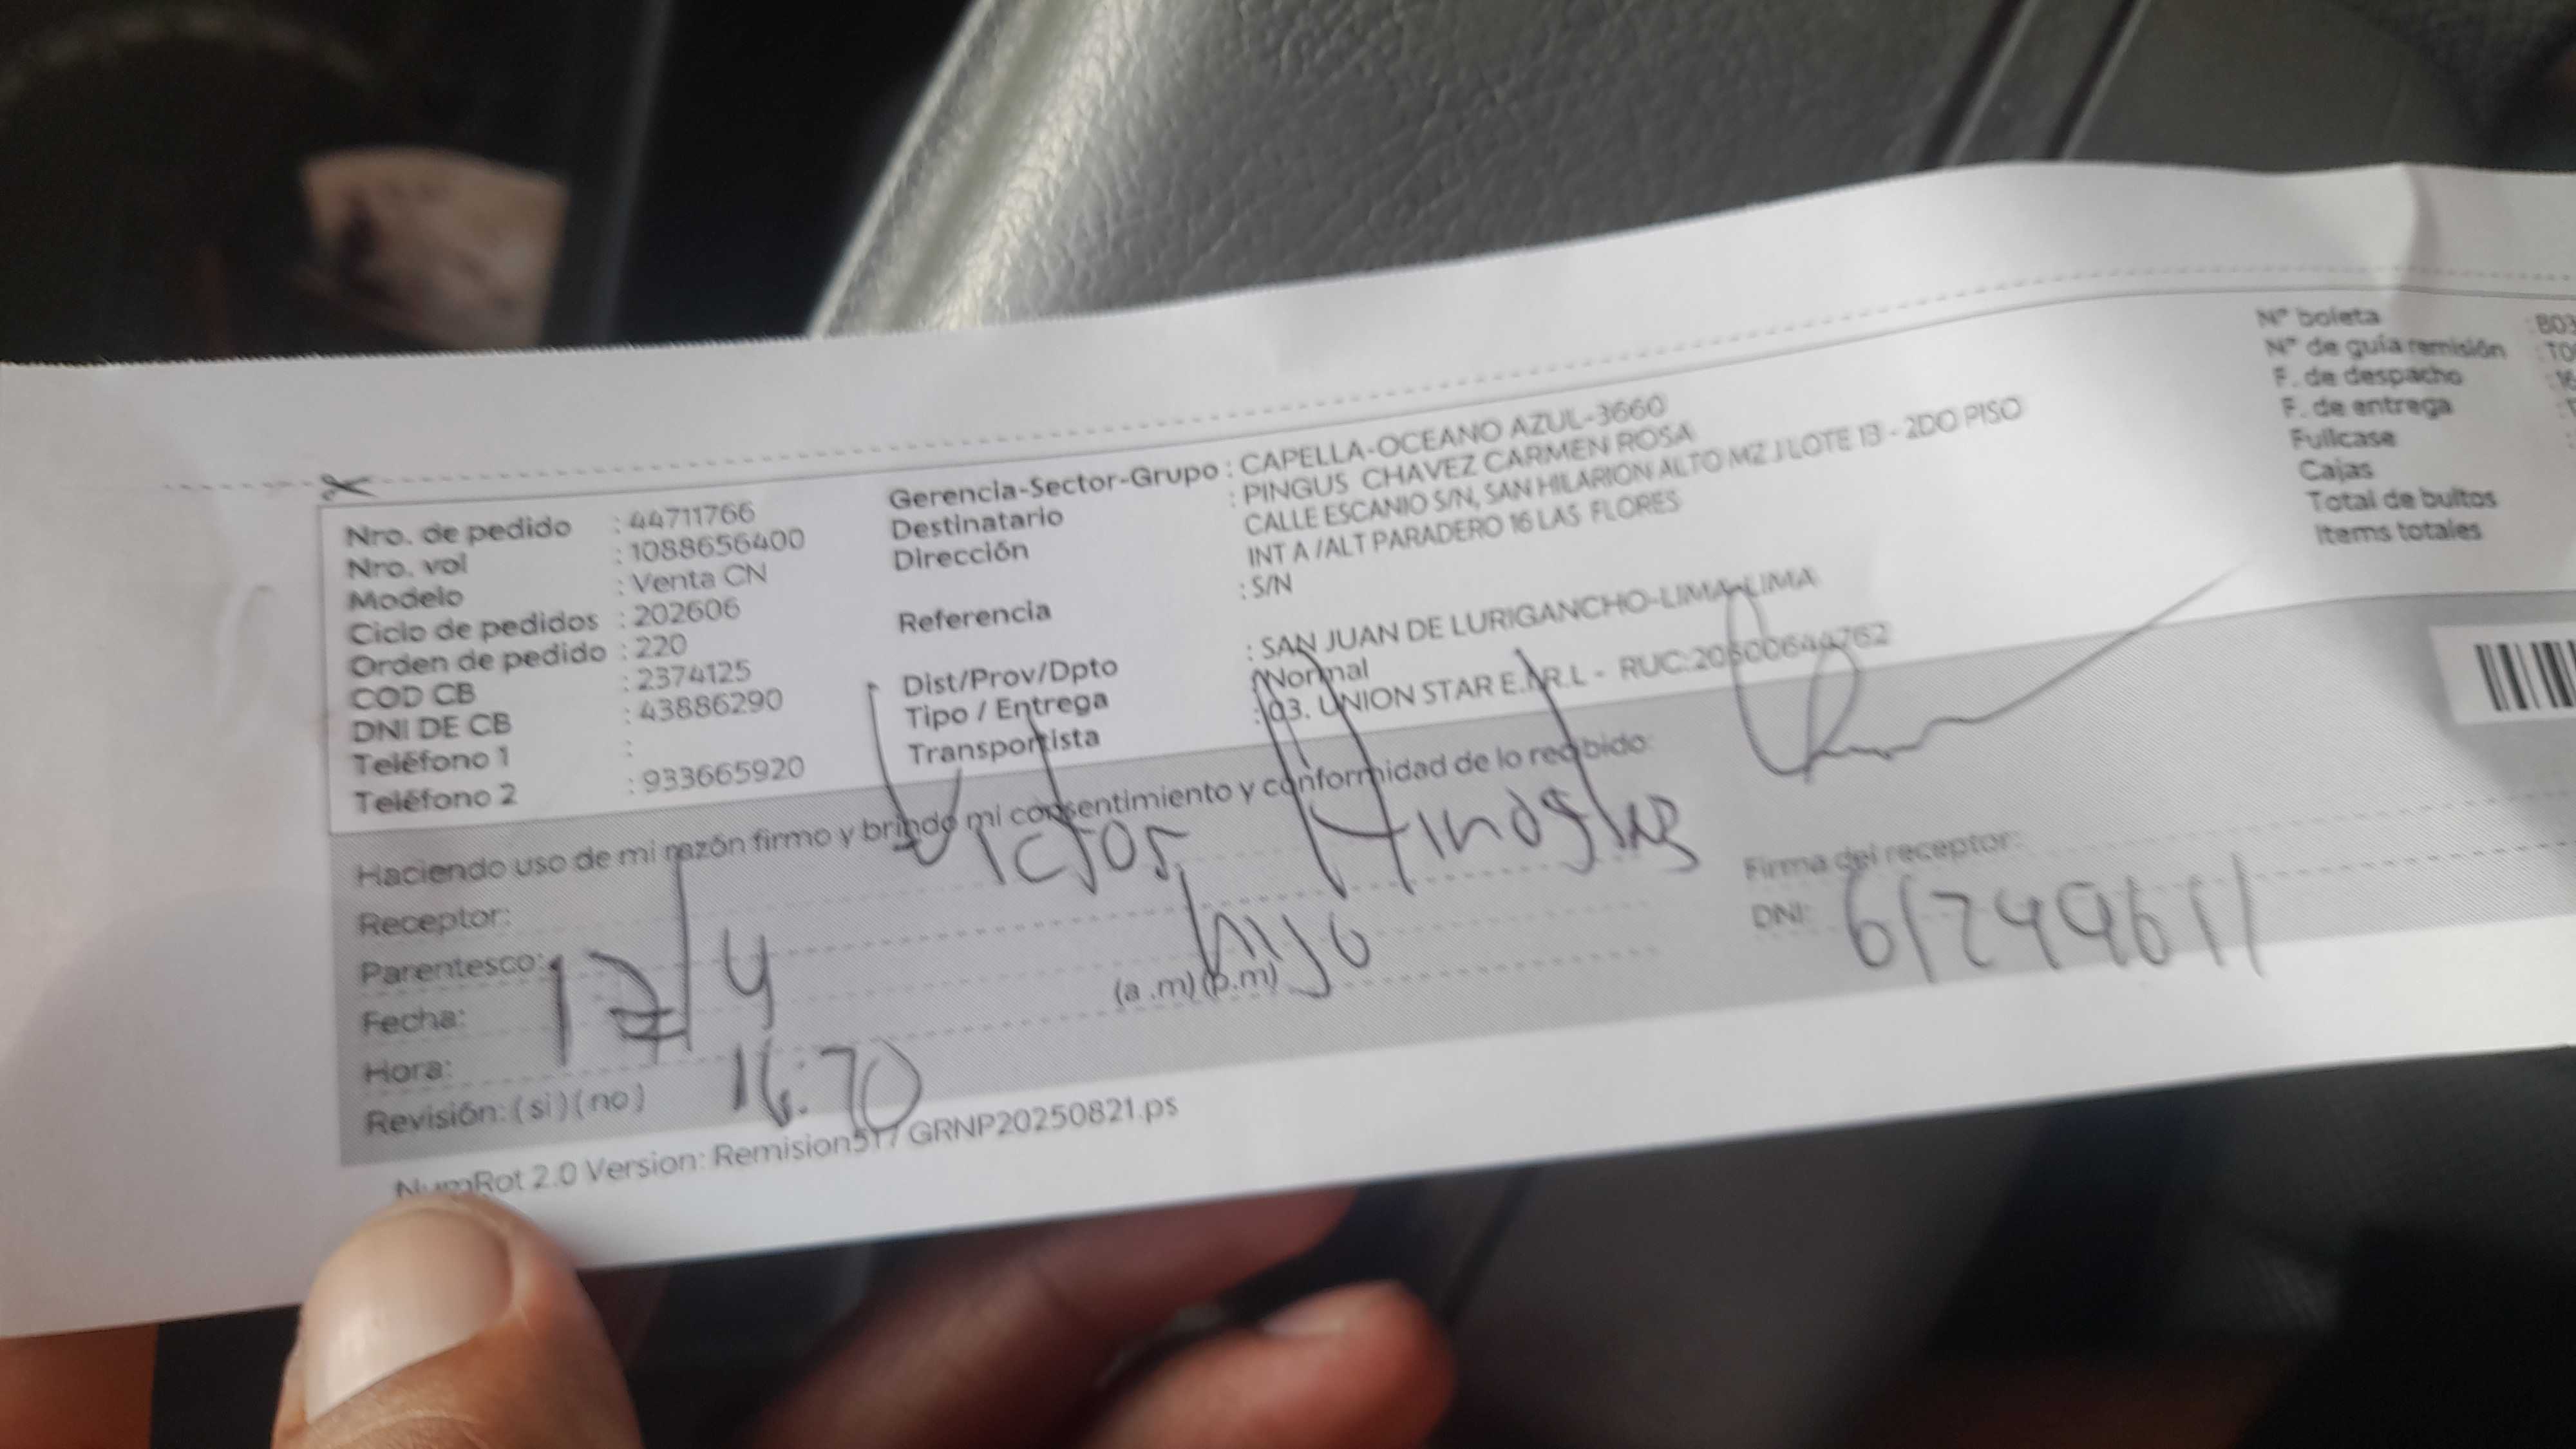 Nro. de pedido : 44711766
Nro. vol : 1088656400
Modelo : Venta CN
Ciclo de pedidos : 202606
Orden de pedido : 220
COD CB : 2374125
DNI DE CB : 43886290
Teléfono 1 :
Teléfono 2 : 933665920
Gerencia-Sector-Grupo : CAPELLA-OCEANO AZUL-3660
Destinatario : PINGUS CHAVEZ CARMEN ROSA
Dirección CALLE ESCANIO S/N, SAN HILARION ALTO MZ J LOTE 13 - 2DO PISO
INT A /ALT PARADERO 16 LAS FLORES
Referencia : S/N
Dist/Prov/Dpto : SAN JUAN DE LURIGANCHO-LIMA-LIMA
Tipo / Entrega : Normal
Transportista : 03. UNION STAR E.I.R.L - RUC:20600644762
N° boleta : B03
N° de guía remisión : T00
F. de despacho : 16
F. de entrega :
Fullcase :
Cajas
Total de bultos
Items totales
Haciendo uso de mi razón firmo y brindo mi consentimiento y conformidad de lo recibido:
Receptor: Victor
Parentesco: hijo
Fecha: 17/4
Hora: 16:70 (a.m) (p.m)
Revisión: (si) (no)
Firma del receptor:
DNI: 61749961
NumRot 2.0 Version: Remision517 GRNP20250821.ps